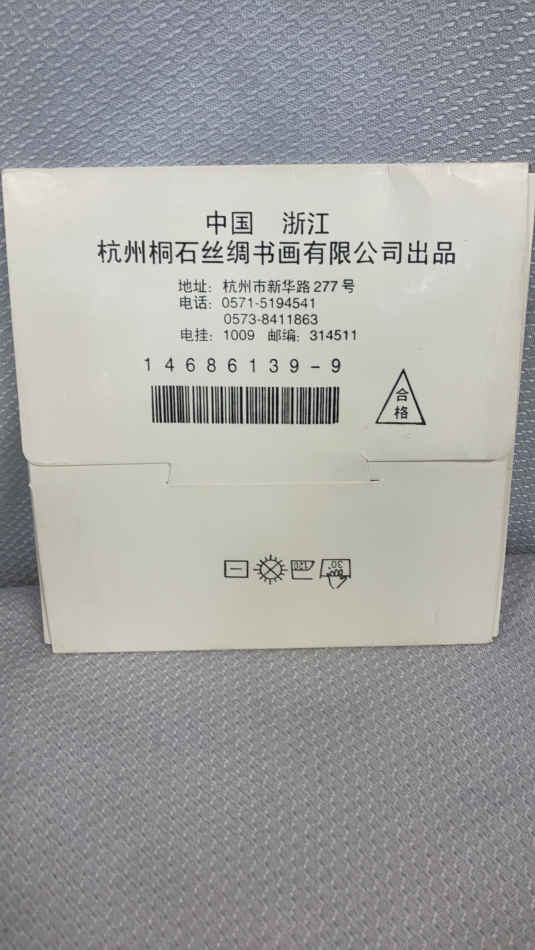 中国 浙江
杭州桐石丝绸书画有限公司出品
地址：杭州市新华路277号
电话：0571-5194541
0573-8411863
电挂：1009 邮编：314511
14686139-9
合格
120
30°